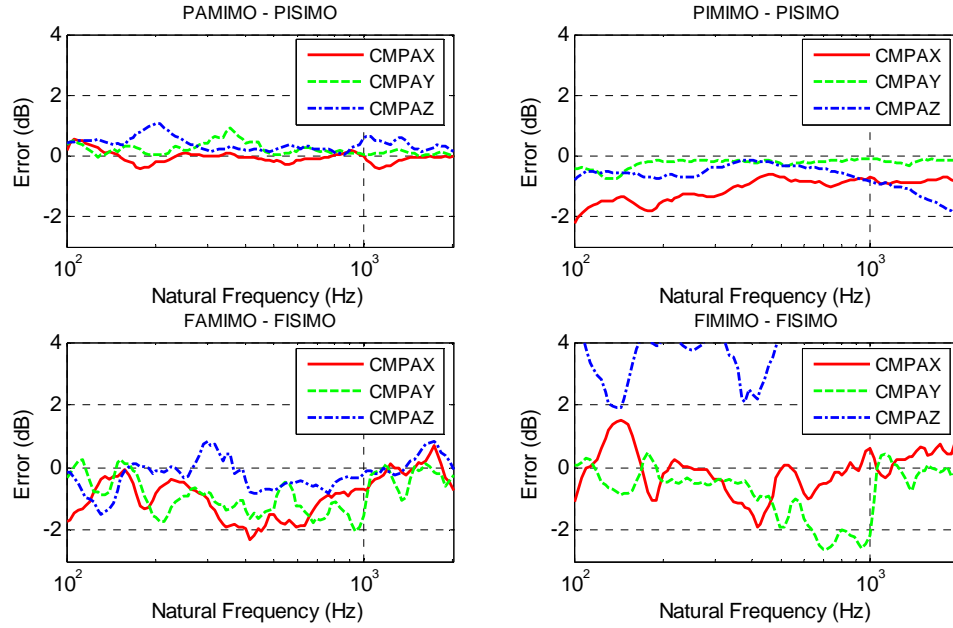 PAMIMO - PISIMO
4
2
0
-2
Error (dB)
CMPAX
CMPAY
CMPAZ
10^2
10^3
Natural Frequency (Hz)
PIMIMO - PISIMO
4
2
0
-2
Error (dB)
CMPAX
CMPAY
CMPAZ
10^2
10^3
Natural Frequency (Hz)
FAMIMO - FISIMO
4
2
0
-2
Error (dB)
CMPAX
CMPAY
CMPAZ
10^2
10^3
Natural Frequency (Hz)
FIMIMO - FISIMO
4
2
0
-2
Error (dB)
CMPAX
CMPAY
CMPAZ
10^2
10^3
Natural Frequency (Hz)